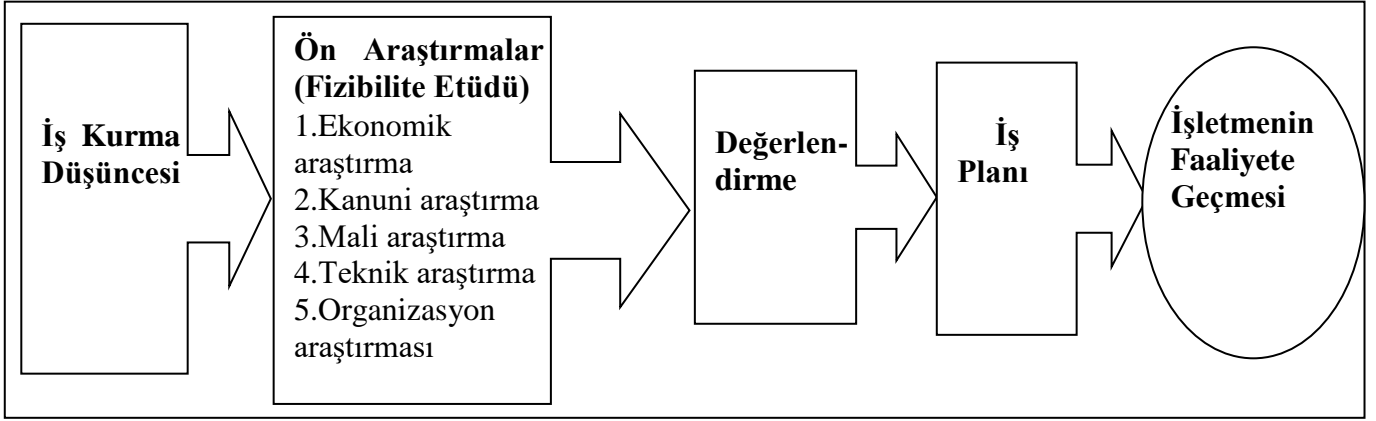 İş Kurma
Düşüncesi
Ön Araştırmalar
(Fizibilite Etüdü)
1.Ekonomik
araştırma
2.Kanuni araştırma
3.Mali araştırma
4.Teknik araştırma
5.Organizasyon
araştırması
Değerlen-
dirme
İş
Planı
İşletmenin
Faaliyete
Geçmesi